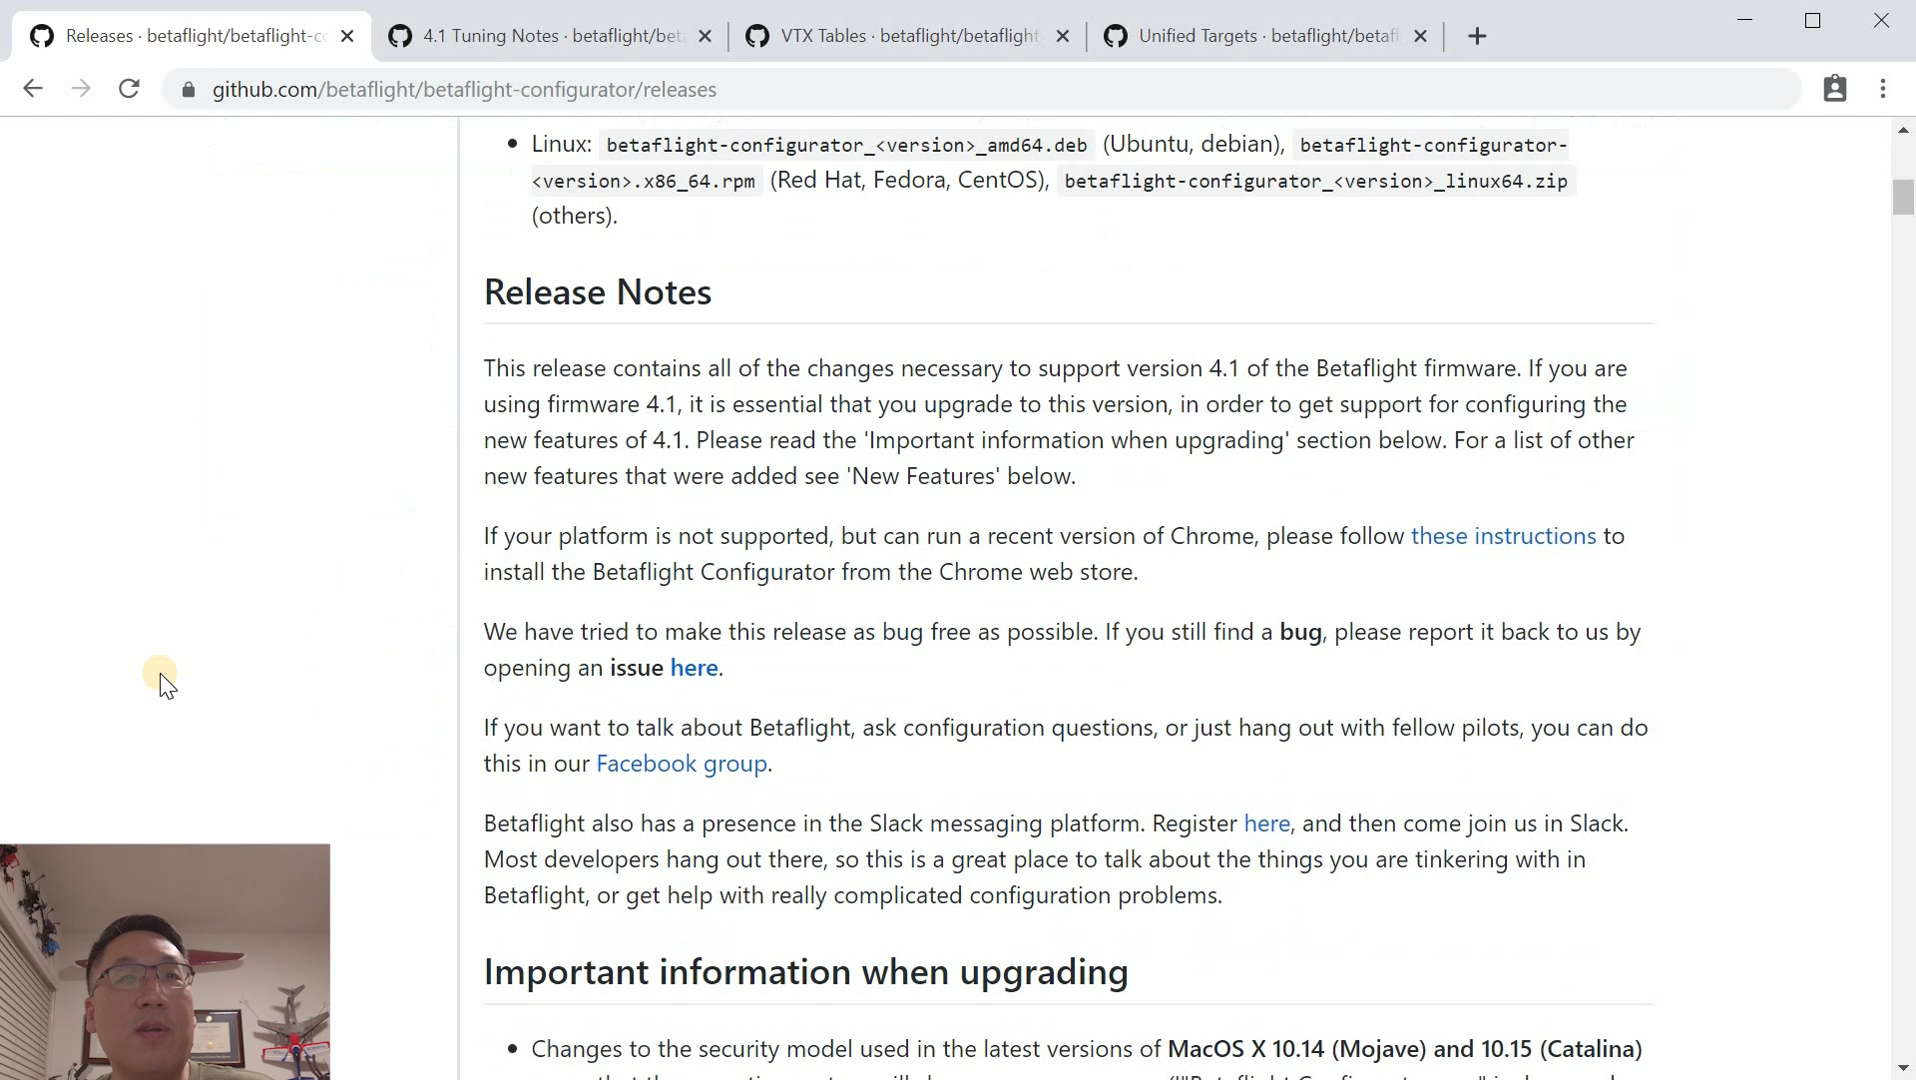 Releases · betaflight/betaflight-co
4.1 Tuning Notes · betaflight/bet
VTX Tables · betaflight/betaflight
Unified Targets · betaflight/betafl
github.com/betaflight/betaflight-configurator/releases
• Linux: betaflight-configurator_<version>_amd64.deb (Ubuntu, debian), betaflight-configurator-
<version>.x86_64.rpm (Red Hat, Fedora, CentOS), betaflight-configurator_<version>_linux64.zip
(others).
Release Notes
This release contains all of the changes necessary to support version 4.1 of the Betaflight firmware. If you are
using firmware 4.1, it is essential that you upgrade to this version, in order to get support for configuring the
new features of 4.1. Please read the 'Important information when upgrading' section below. For a list of other
new features that were added see 'New Features' below.
If your platform is not supported, but can run a recent version of Chrome, please follow these instructions to
install the Betaflight Configurator from the Chrome web store.
We have tried to make this release as bug free as possible. If you still find a bug, please report it back to us by
opening an issue here.
If you want to talk about Betaflight, ask configuration questions, or just hang out with fellow pilots, you can do
this in our Facebook group.
Betaflight also has a presence in the Slack messaging platform. Register here, and then come join us in Slack.
Most developers hang out there, so this is a great place to talk about the things you are tinkering with in
Betaflight, or get help with really complicated configuration problems.
Important information when upgrading
• Changes to the security model used in the latest versions of MacOS X 10.14 (Mojave) and 10.15 (Catalina)